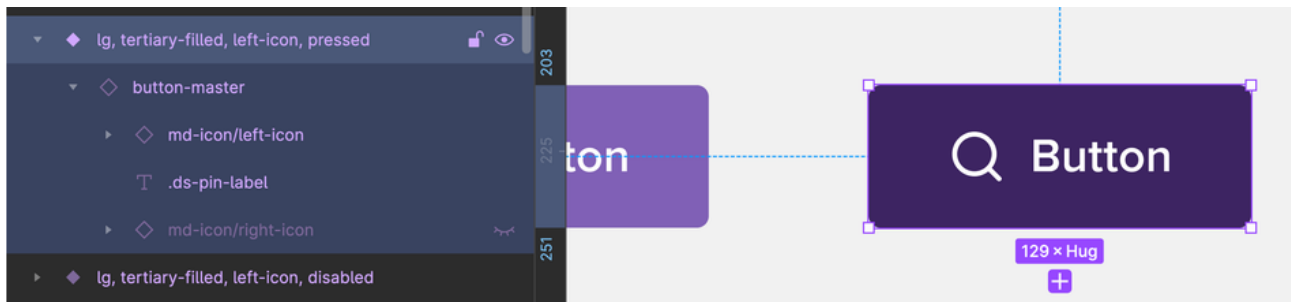 lg, tertiary-filled, left-icon, pressed
button-master
md-icon/left-icon
.ds-pin-label
md-icon/right-icon
lg, tertiary-filled, left-icon, disabled
203
225
251
ton
Button
129 × Hug